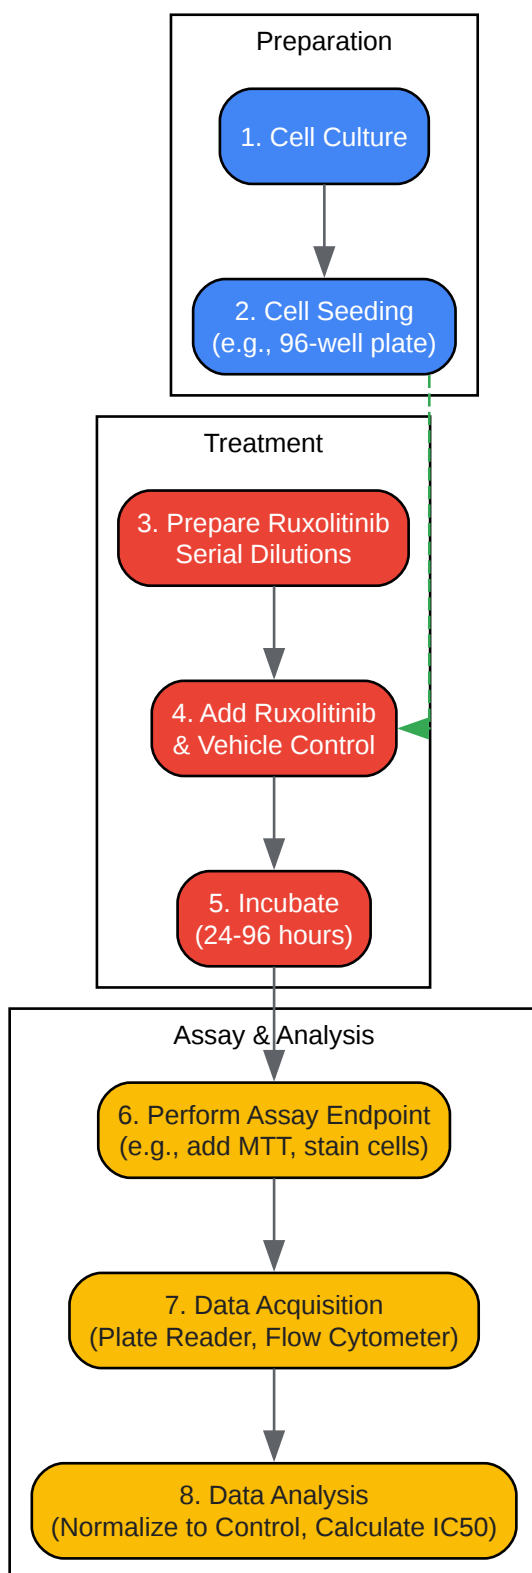 Preparation
1. Cell Culture
2. Cell Seeding
(e.g., 96-well plate)
Treatment
3. Prepare Ruxolitinib
Serial Dilutions
4. Add Ruxolitinib
& Vehicle Control
5. Incubate
(24-96 hours)
Assay & Analysis
6. Perform Assay Endpoint
(e.g., add MTT, stain cells)
7. Data Acquisition
(Plate Reader, Flow Cytometer)
8. Data Analysis
(Normalize to Control, Calculate IC50)